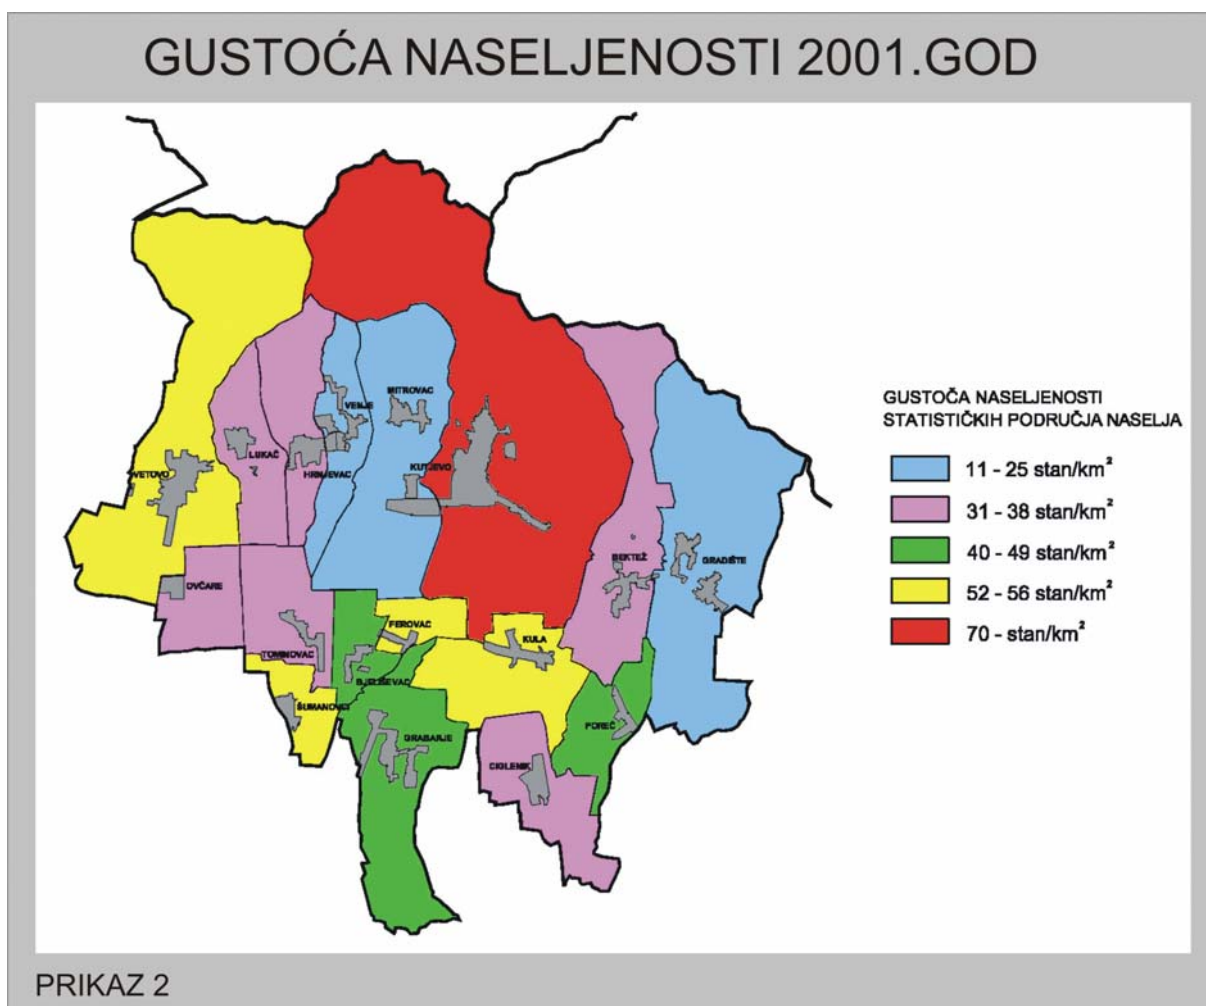 GUSTOĆA NASELJENOSTI 2001.GOD
GUSTOČA NASELJENOSTI
STATISTIČKIH PODRUČJA NASELJA
11 - 25 stan/km²
31 - 38 stan/km²
40 - 49 stan/km²
52 - 56 stan/km²
70 - stan/km²
MITROVAC
VENJE
LUKAČ
HRNJEVAC
KUTJEVO
VETOVO
BEKTEŽ
GRADIŠTE
OVČARE
FEROVAC
KULA
TOMINOVAC
BJELIŠEVAC
ŠUMANOVCI
POREČ
GRABARJE
CIGLENIK
PRIKAZ 2